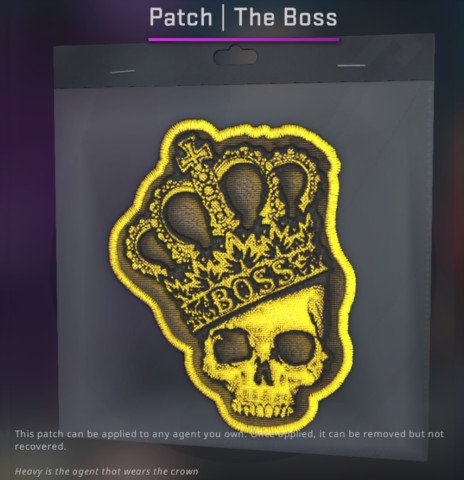 Patch | The Boss
BOSS
This patch can be applied to any agent you own. Once applied, it can be removed but not
recovered.
Heavy is the agent that wears the crown